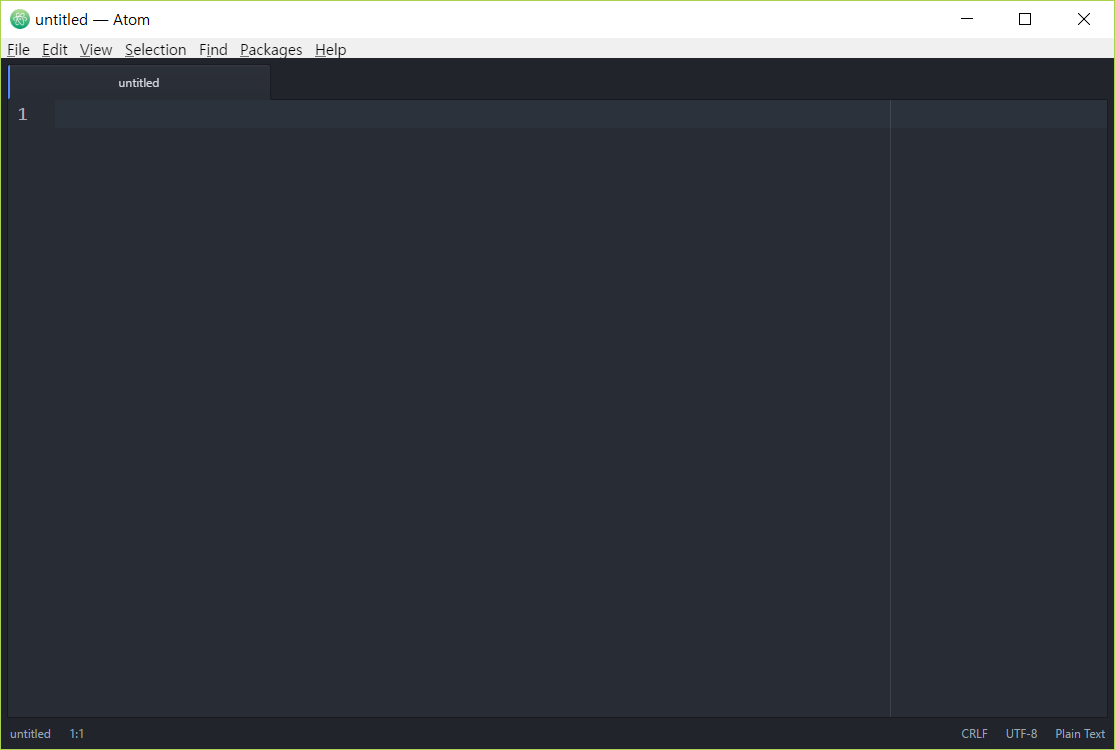 untitled — Atom
File Edit View Selection Find Packages Help
untitled
1
untitled 1:1 CRLF UTF-8 Plain Text